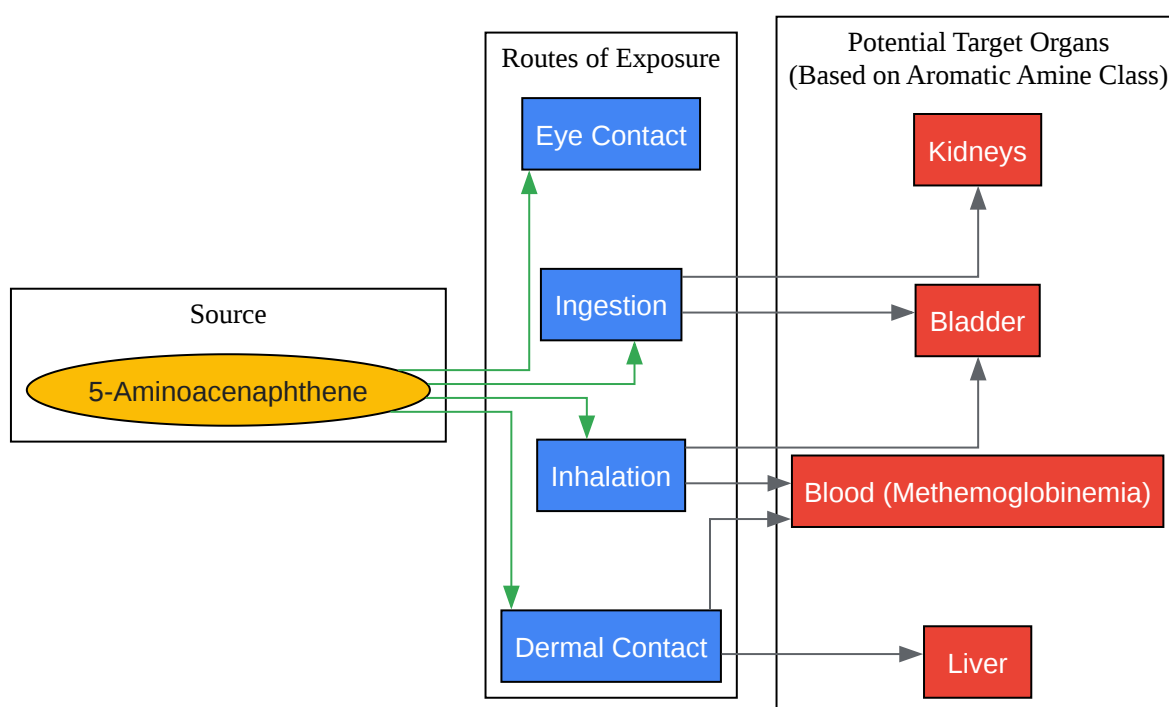 Source
5-Aminoacenaphthene
Routes of Exposure
Eye Contact
Ingestion
Inhalation
Dermal Contact
Potential Target Organs
(Based on Aromatic Amine Class)
Kidneys
Bladder
Blood (Methemoglobinemia)
Liver